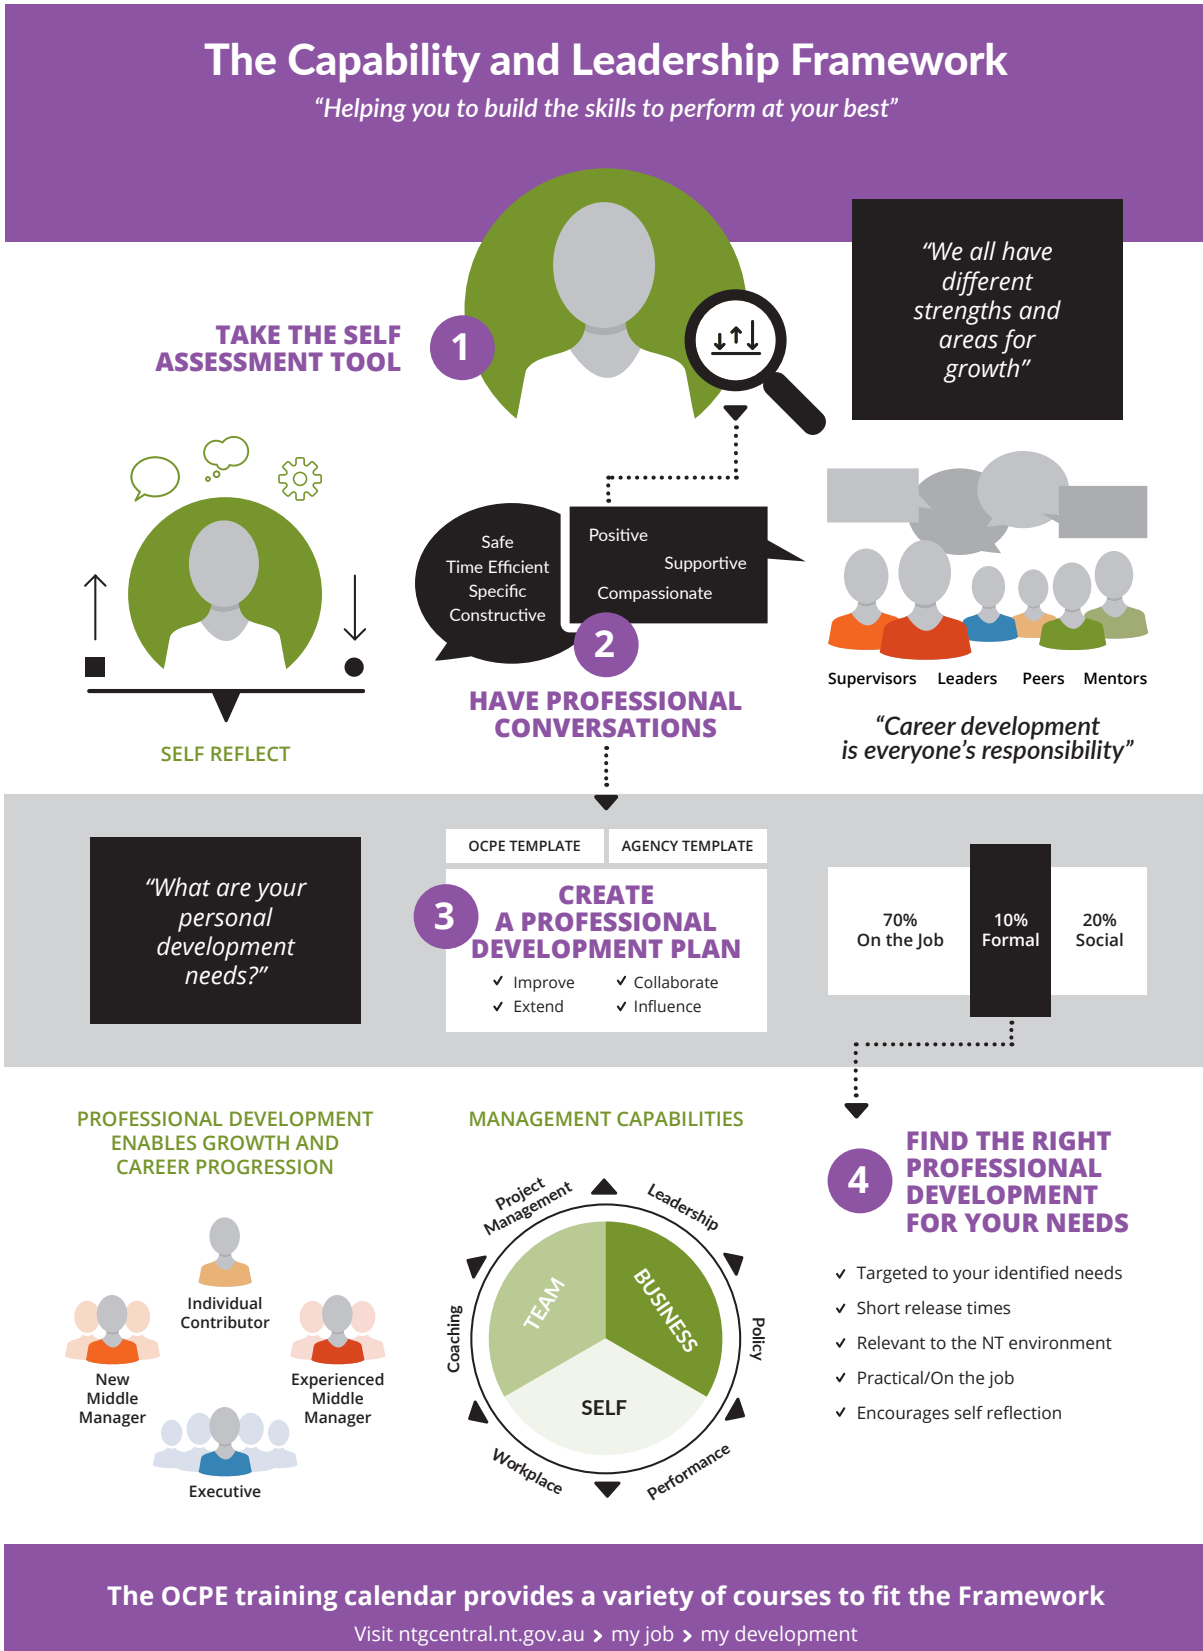 The Capability and Leadership Framework
“Helping you to build the skills to perform at your best”
“We all have
different
strengths and
areas for
growth”
TAKE THE SELF
ASSESSMENT TOOL
1
SELF REFLECT
Safe
Time Efficient
Specific
Constructive
Positive
Supportive
Compassionate
2
HAVE PROFESSIONAL
CONVERSATIONS
Supervisors Leaders Peers Mentors
“Career development
is everyone’s responsibility”
“What are your
personal
development
needs?”
OCPE TEMPLATE
AGENCY TEMPLATE
3
CREATE
A PROFESSIONAL
DEVELOPMENT PLAN
✓ Improve ✓ Collaborate
✓ Extend ✓ Influence
70%
On the Job
10%
Formal
20%
Social
PROFESSIONAL DEVELOPMENT
ENABLES GROWTH AND
CAREER PROGRESSION
Individual
Contributor
New
Middle
Manager
Experienced
Middle
Manager
Executive
MANAGEMENT CAPABILITIES
Project
Management
Leadership
Policy
Performance
Workplace
Coaching
TEAM
BUSINESS
SELF
4
FIND THE RIGHT
PROFESSIONAL
DEVELOPMENT
FOR YOUR NEEDS
✓ Targeted to your identified needs
✓ Short release times
✓ Relevant to the NT environment
✓ Practical/On the job
✓ Encourages self reflection
The OCPE training calendar provides a variety of courses to fit the Framework
Visit ntgcentral.nt.gov.au > my job > my development